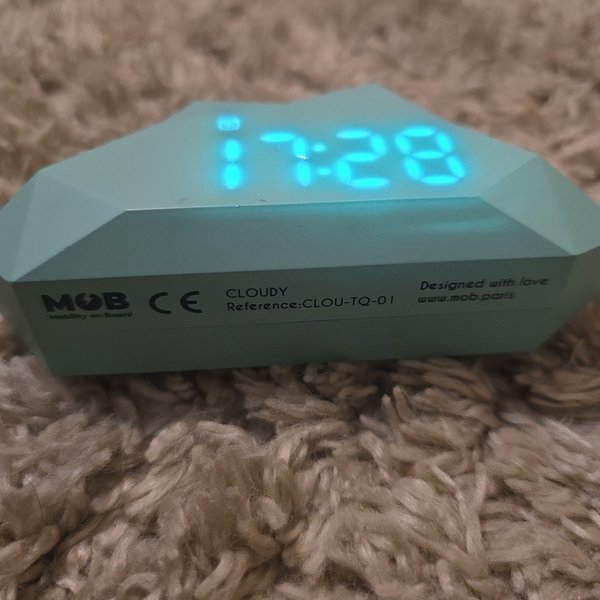 17:28
MOB
Mobility on Board
CE
CLOUDY
Reference:CLOU-TQ-01
Designed with love
www.mob.paris